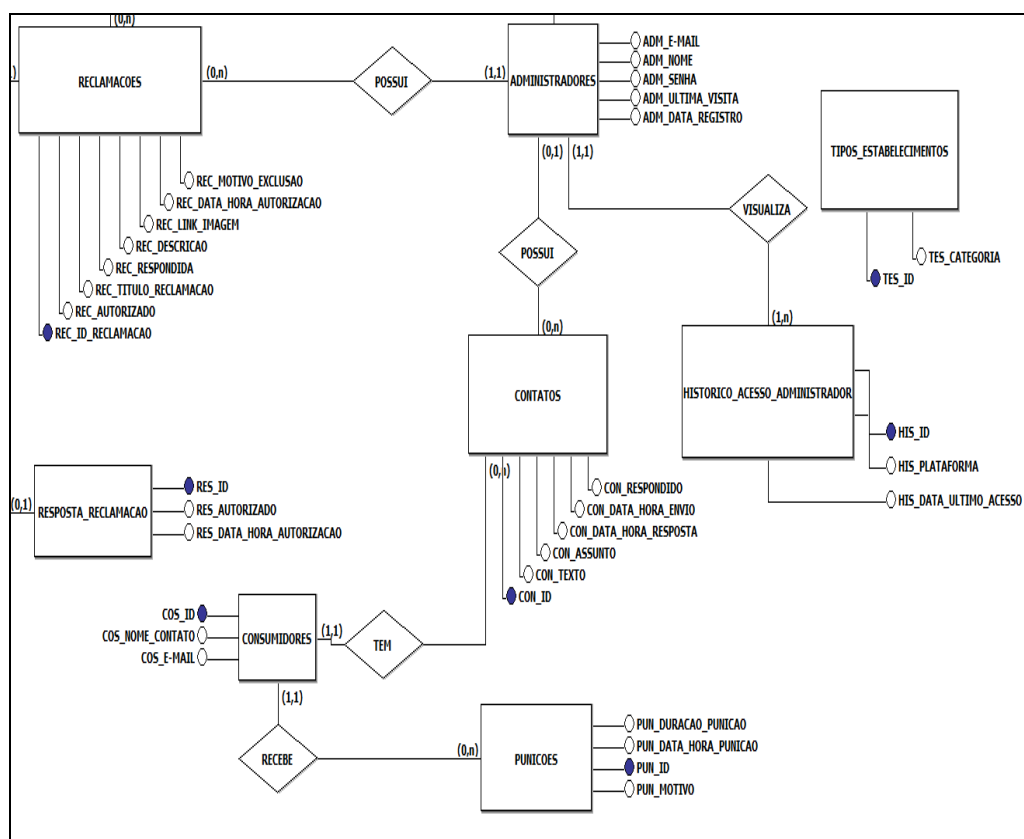 (0,n)
RECLAMACOES
(0,n)
POSSUI
(1,1)
ADMINISTRADORES
ADM_E-MAIL
ADM_NOME
ADM_SENHA
ADM_ULTIMA_VISITA
ADM_DATA_REGISTRO
REC_MOTIVO_EXCLUSAO
REC_DATA_HORA_AUTORIZACAO
REC_LINK_IMAGEM
REC_DESCRICAO
REC_RESPONDIDA
REC_TITULO_RECLAMACAO
REC_AUTORIZADO
REC_ID_RECLAMACAO
(0,1)
(1,1)
POSSUI
VISUALIZA
TIPOS_ESTABELECIMENTOS
TES_CATEGORIA
TES_ID
(0,n)
(1,n)
CONTATOS
HISTORICO_ACESSO_ADMINISTRADOR
HIS_ID
HIS_PLATAFORMA
HIS_DATA_ULTIMO_ACESSO
(0,n)
CON_RESPONDIDO
CON_DATA_HORA_ENVIO
CON_DATA_HORA_RESPOSTA
CON_ASSUNTO
CON_TEXTO
CON_ID
(0,1)
RESPOSTA_RECLAMACAO
RES_ID
RES_AUTORIZADO
RES_DATA_HORA_AUTORIZACAO
COS_ID
COS_NOME_CONTATO
COS_E-MAIL
CONSUMIDORES
(1,1)
TEM
(1,1)
RECEBE
(0,n)
PUNICOES
PUN_DURACAO_PUNICAO
PUN_DATA_HORA_PUNICAO
PUN_ID
PUN_MOTIVO